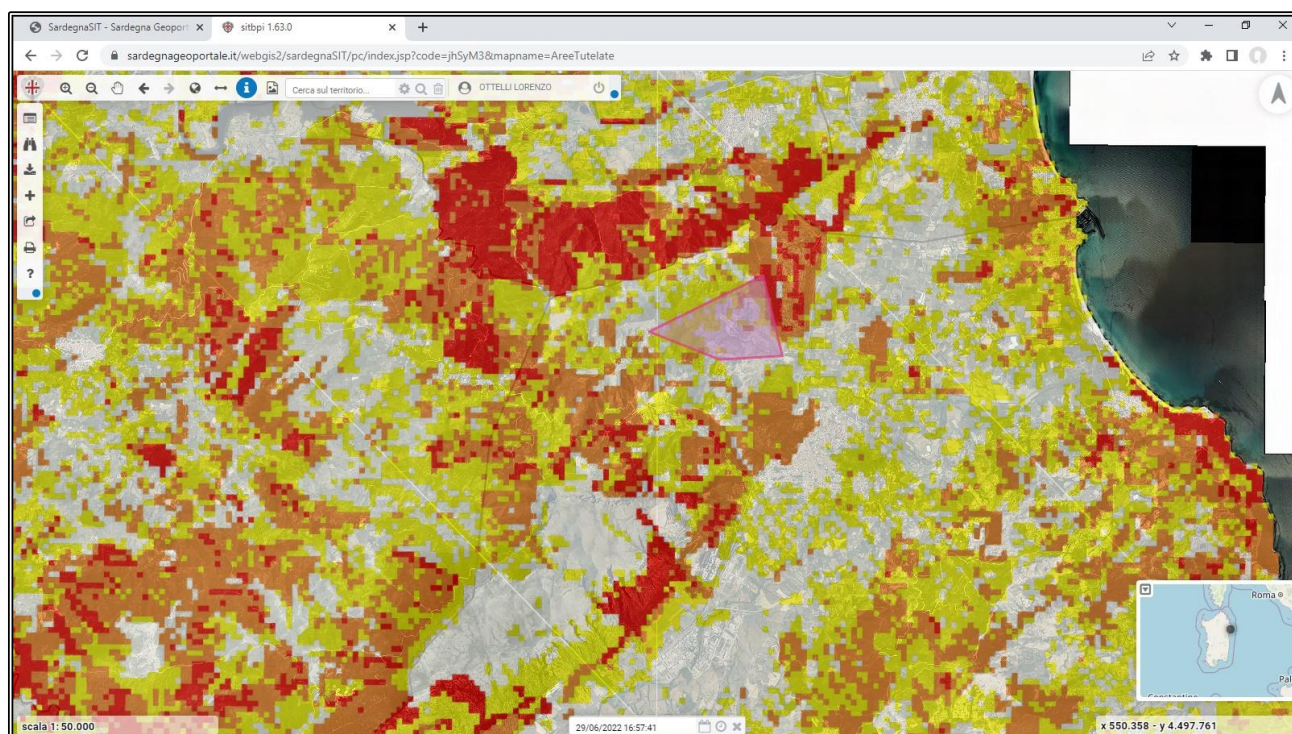 SardegnaSIT - Sardegna Geoport
sitbpi 1.63.0
sardegnageoportale.it/webgis2/sardegnaSIT/pc/index.jsp?code=jhSyM3&mapname=AreeTutelate
Cerca sul territorio...
OTTELLI LORENZO
Roma
Pal
Constantine
scala 1: 50.000
29/06/2022 16:57:41
x 550.358 - y 4.497.761